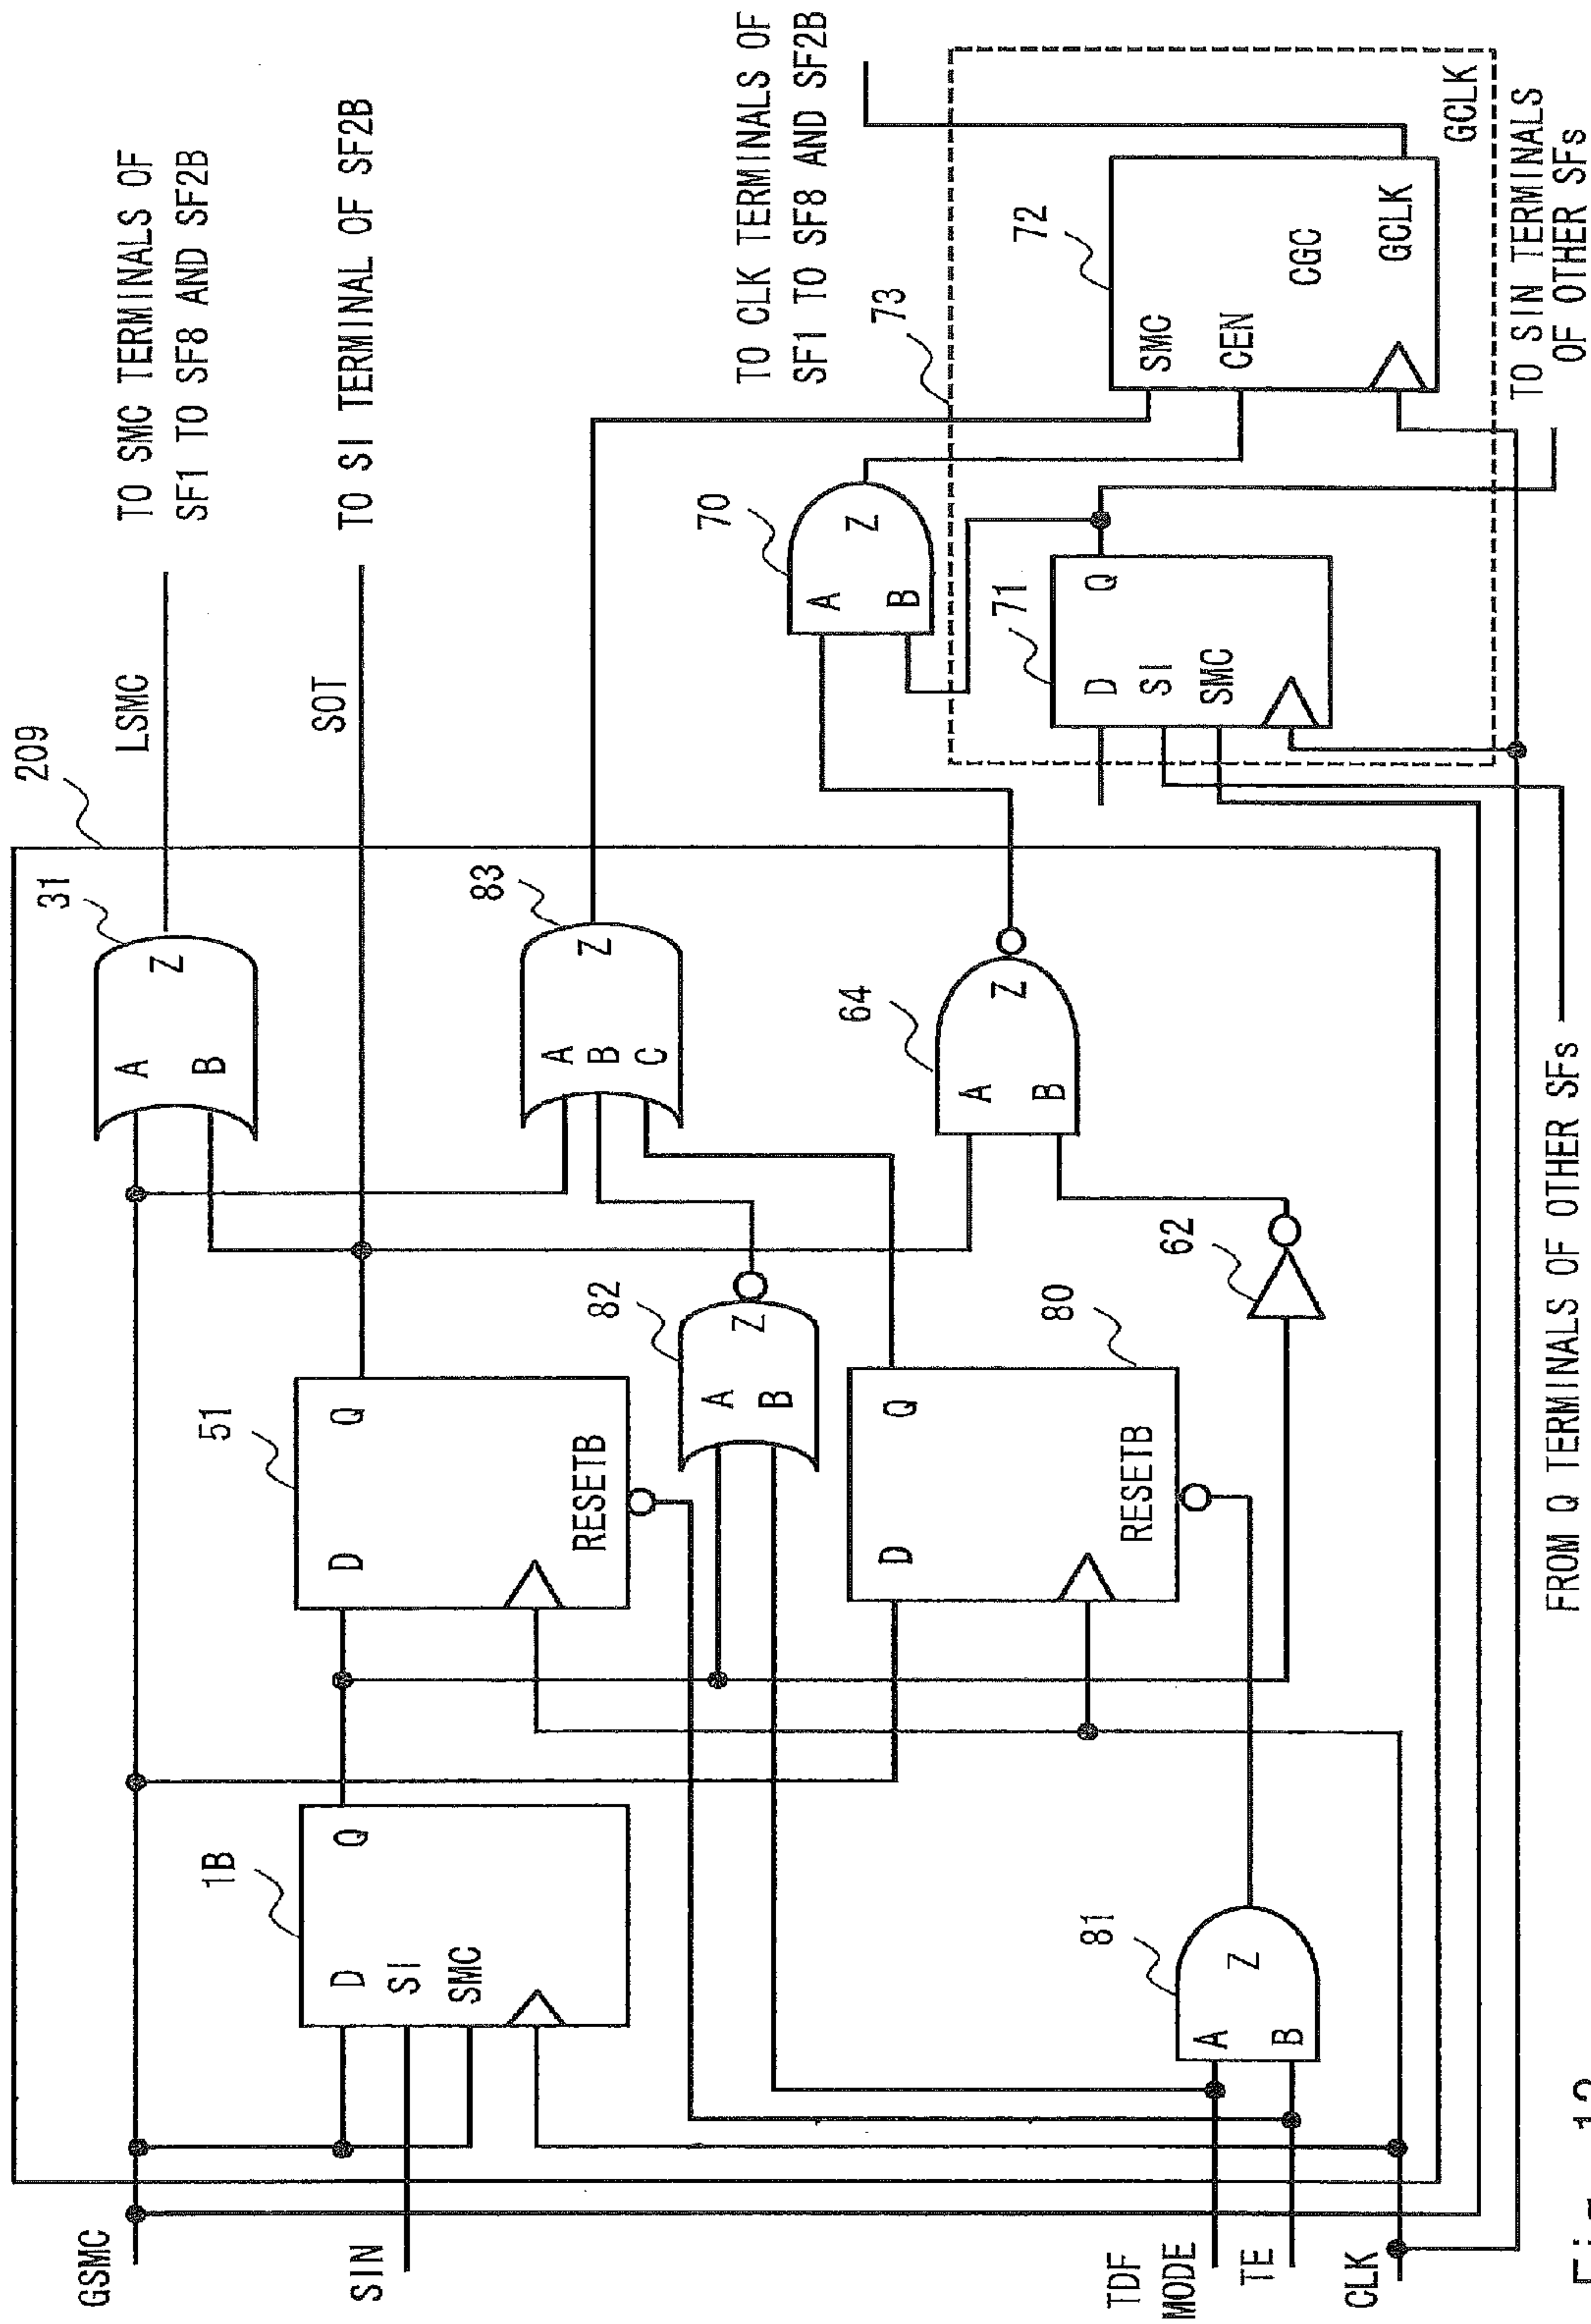 GSMC
SIN
TDF
MODE
TE
CLK
209
1B
D
Q
SI
SMC
51
D
Q
RESETB
31
A
B
Z
LSMC
TO SMC TERMINALS OF
SF1 TO SF8 AND SF2B
SOT
TO SI TERMINAL OF SF2B
82
A
B
Z
83
A
B
C
Z
80
D
Q
RESETB
81
A
B
Z
62
64
A
B
Z
70
A
B
Z
TO CLK TERMINALS OF
SF1 TO SF8 AND SF2B
73
71
D
Q
SI
SMC
72
SMC
CEN
CGC
GCLK
GCLK
TO SIN TERMINALS
OF OTHER SFs
FROM Q TERMINALS OF OTHER SFs